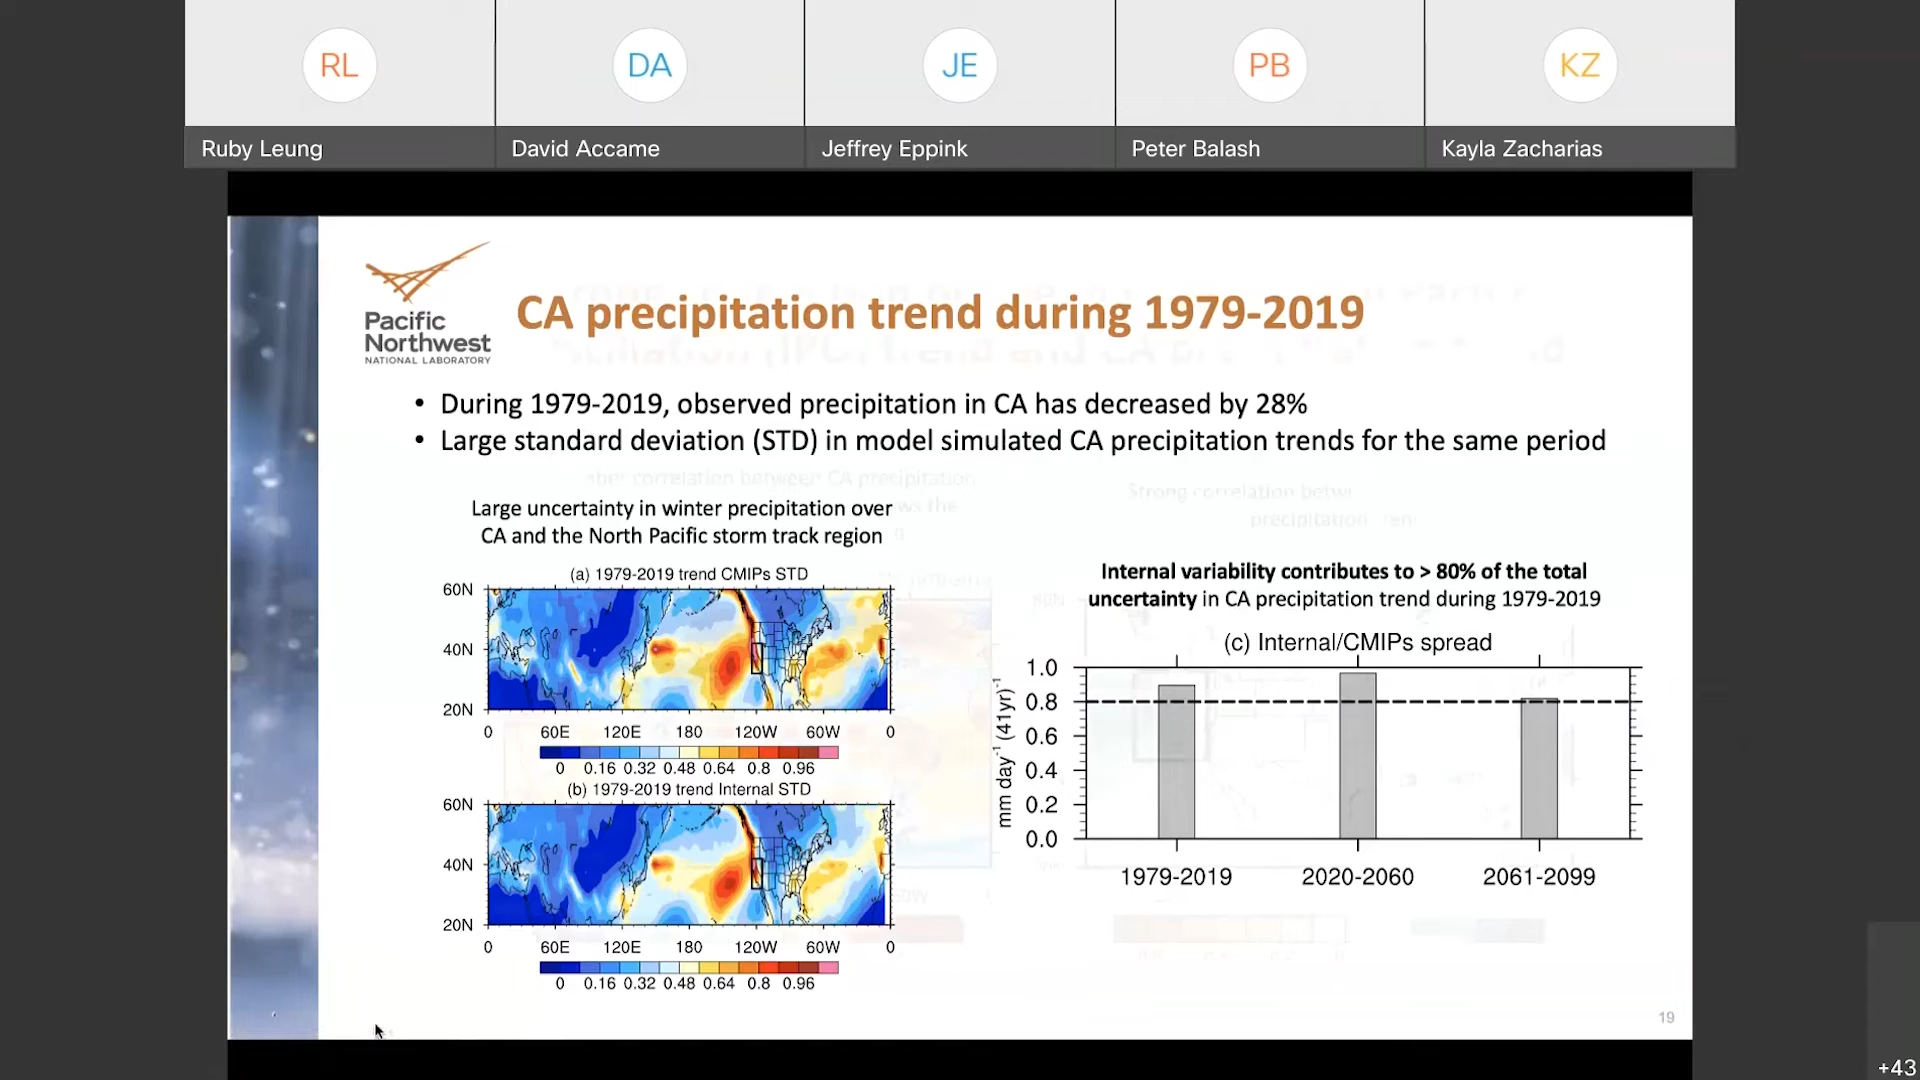 RL
DA
JE
PB
KZ
Ruby Leung
David Accame
Jeffrey Eppink
Peter Balash
Kayla Zacharias
Pacific
Northwest
NATIONAL LABORATORY
CA precipitation trend during 1979-2019
• During 1979-2019, observed precipitation in CA has decreased by 28%
• Large standard deviation (STD) in model simulated CA precipitation trends for the same period
Large uncertainty in winter precipitation over
CA and the North Pacific storm track region
(a) 1979-2019 trend CMIPs STD
60N
40N
20N
0 60E 120E 180 120W 60W 0
0 0.16 0.32 0.48 0.64 0.8 0.96
(b) 1979-2019 trend Internal STD
60N
40N
20N
0 60E 120E 180 120W 60W 0
0 0.16 0.32 0.48 0.64 0.8 0.96
Internal variability contributes to > 80% of the total
uncertainty in CA precipitation trend during 1979-2019
(c) Internal/CMIPs spread
mm day⁻¹ (41yr)⁻¹
1.0
0.8
0.6
0.4
0.2
0.0
1979-2019 2020-2060 2061-2099
19
+43